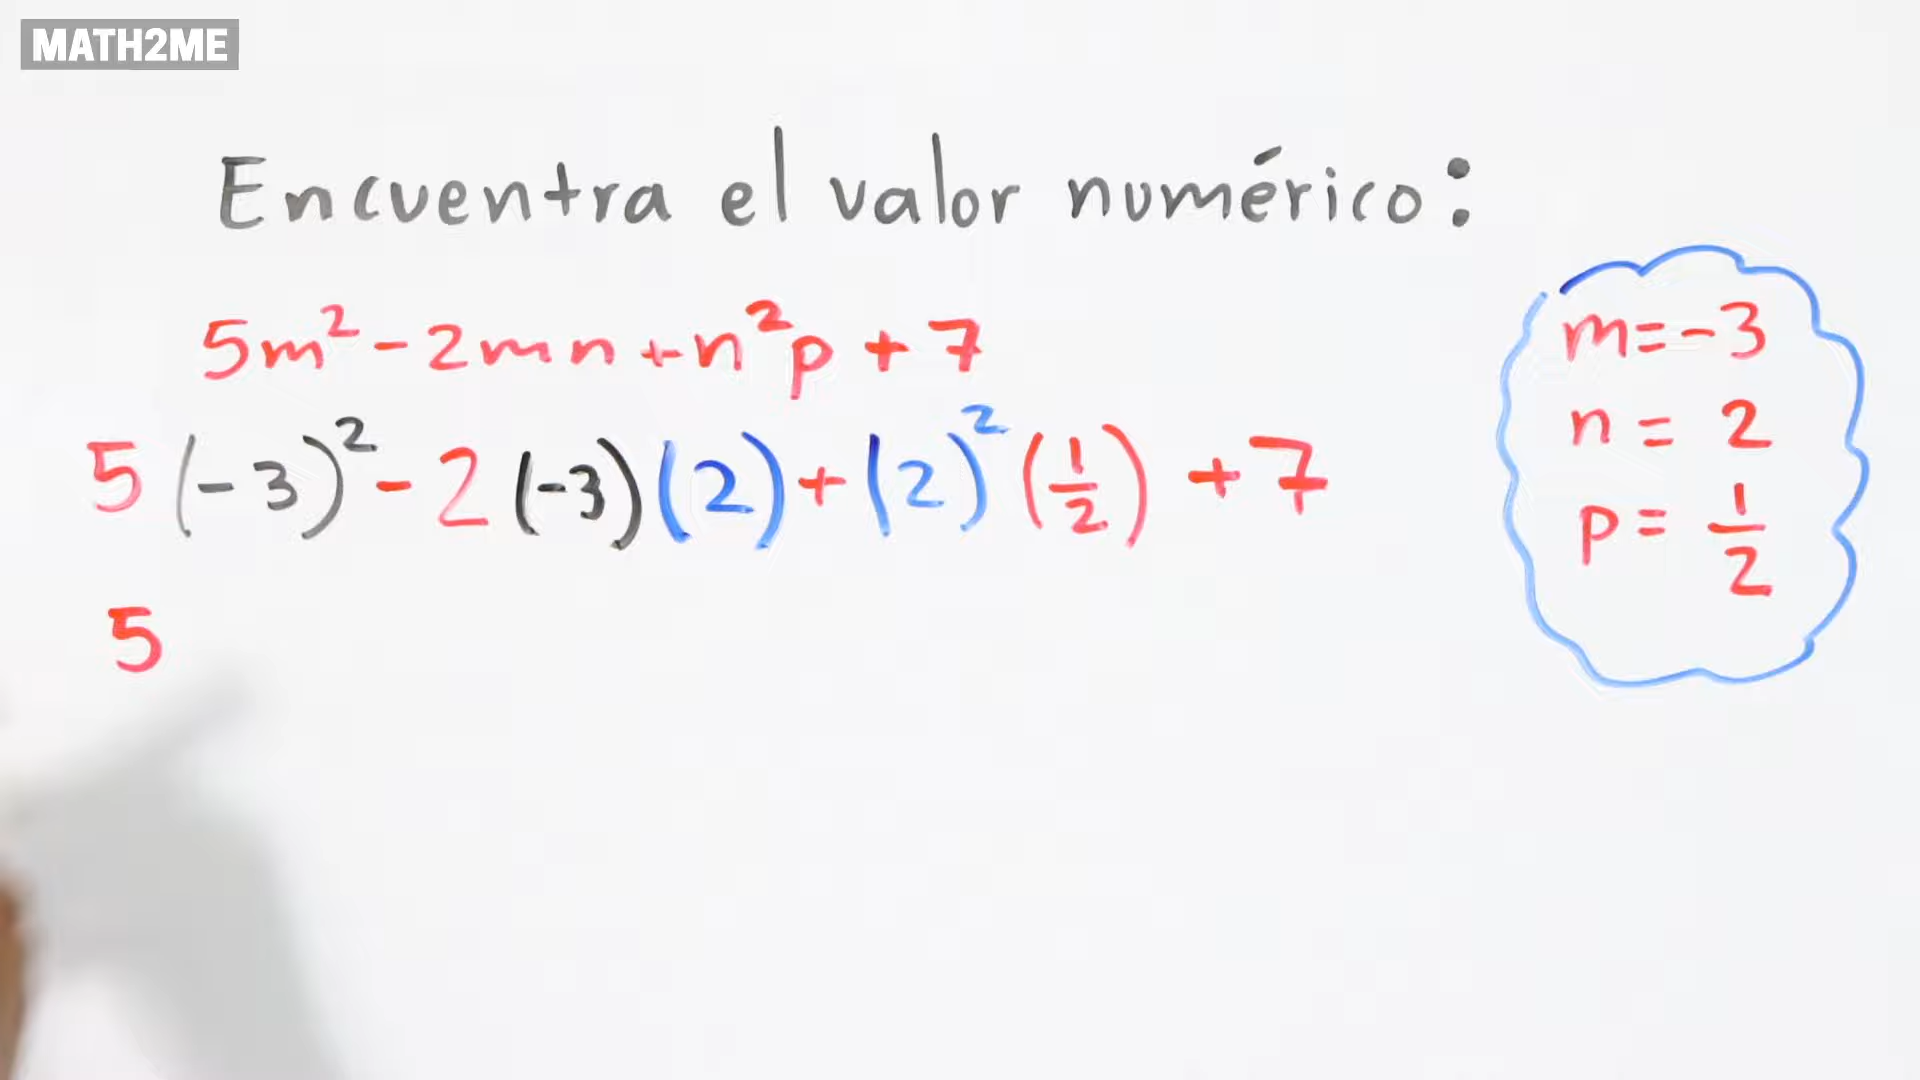 MATH2ME
Encuentra el valor numérico:
5m² - 2mn + n²p + 7
m = -3
n = 2
p = 1/2
5(-3)² - 2(-3)(2) + (2)²(1/2) + 7
5